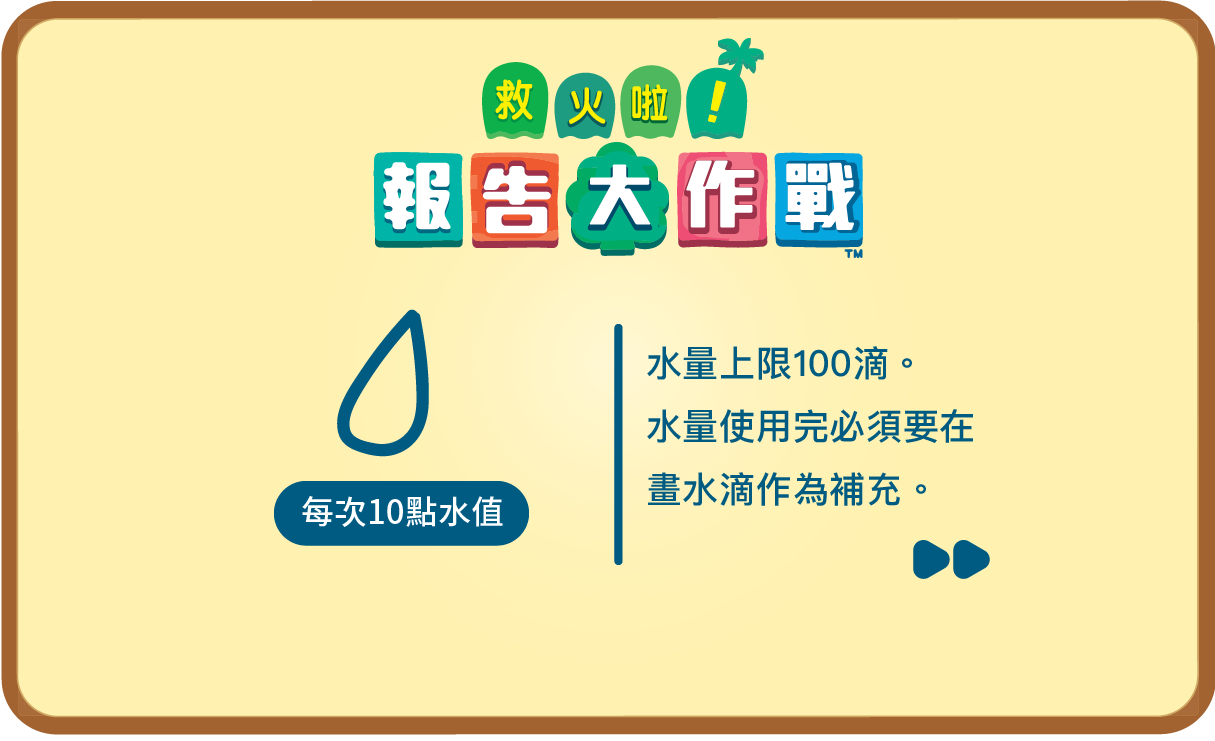 救火啦!
報告大作戰
TM
水量上限100滴。
水量使用完必須要在
畫水滴作為補充。
每次10點水值